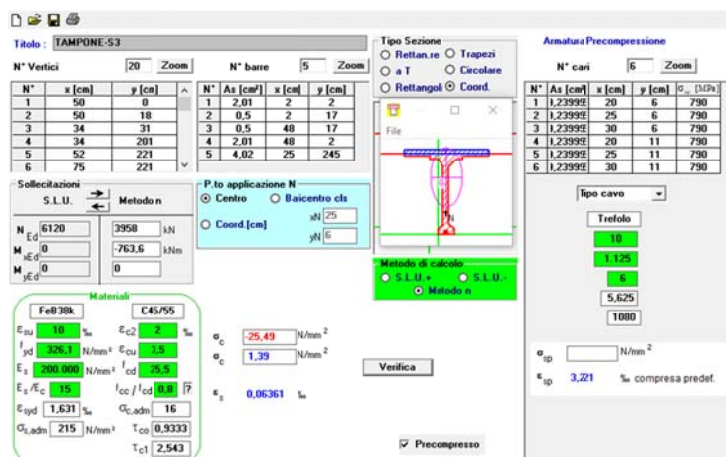 Titolo : TAMPONE-S3
N° Vertici 20 Zoom
N° x [cm] y [cm]
1 50 0
2 50 18
3 34 31
4 34 201
5 52 221
6 75 221
N° barre 5 Zoom
N° As [cm²] x [cm] y [cm]
1 2,01 2 2
2 0,5 2 17
3 0,5 48 17
4 2,01 48 2
5 4,02 25 245
Tipo Sezione
Rettan.re Trapezi
a T Circolare
Rettangol Coord.
File
N
Armatura Precompressione
N° cari 6 Zoom
N° As [cm²] x [cm] y [cm] [MPa]
1 20 6 790
2 25 6 790
3 30 6 790
4 20 11 790
5 25 11 790
6 30 11 790
Sollecitazioni
S.L.U. Metodo n
N Ed 6120 3958 kN
M xEd 0 -763,6 kNm
M yEd 0 0
P.to applicazione N
Centro Baicentro cls
Coord.[cm] xN 25
yN 6
Metodo di calcolo
S.L.U.+ S.L.U.-
Metodo n
Tipo cavo
Trefolo
10
1.125
6
5,625
1080
Materiali
FeB38k C45/55
εsu 10 ‰ εc2 2 ‰
fyd 326,1 N/mm² εcu 3,5
Es 200.000 N/mm² fcd 25,5
Es /Ec 15 fcc / fcd 0,8 ?
εsyd 1,631 ‰ σc,adm 16
σs,adm 215 N/mm² τco 0,9333
τc1 2,543
σc -25,49 N/mm²
σc 1,39 N/mm²
εs 0,06361 ‰
Verifica
Precompresso
σsp N/mm²
εsp 3,221 ‰ compresa predef.